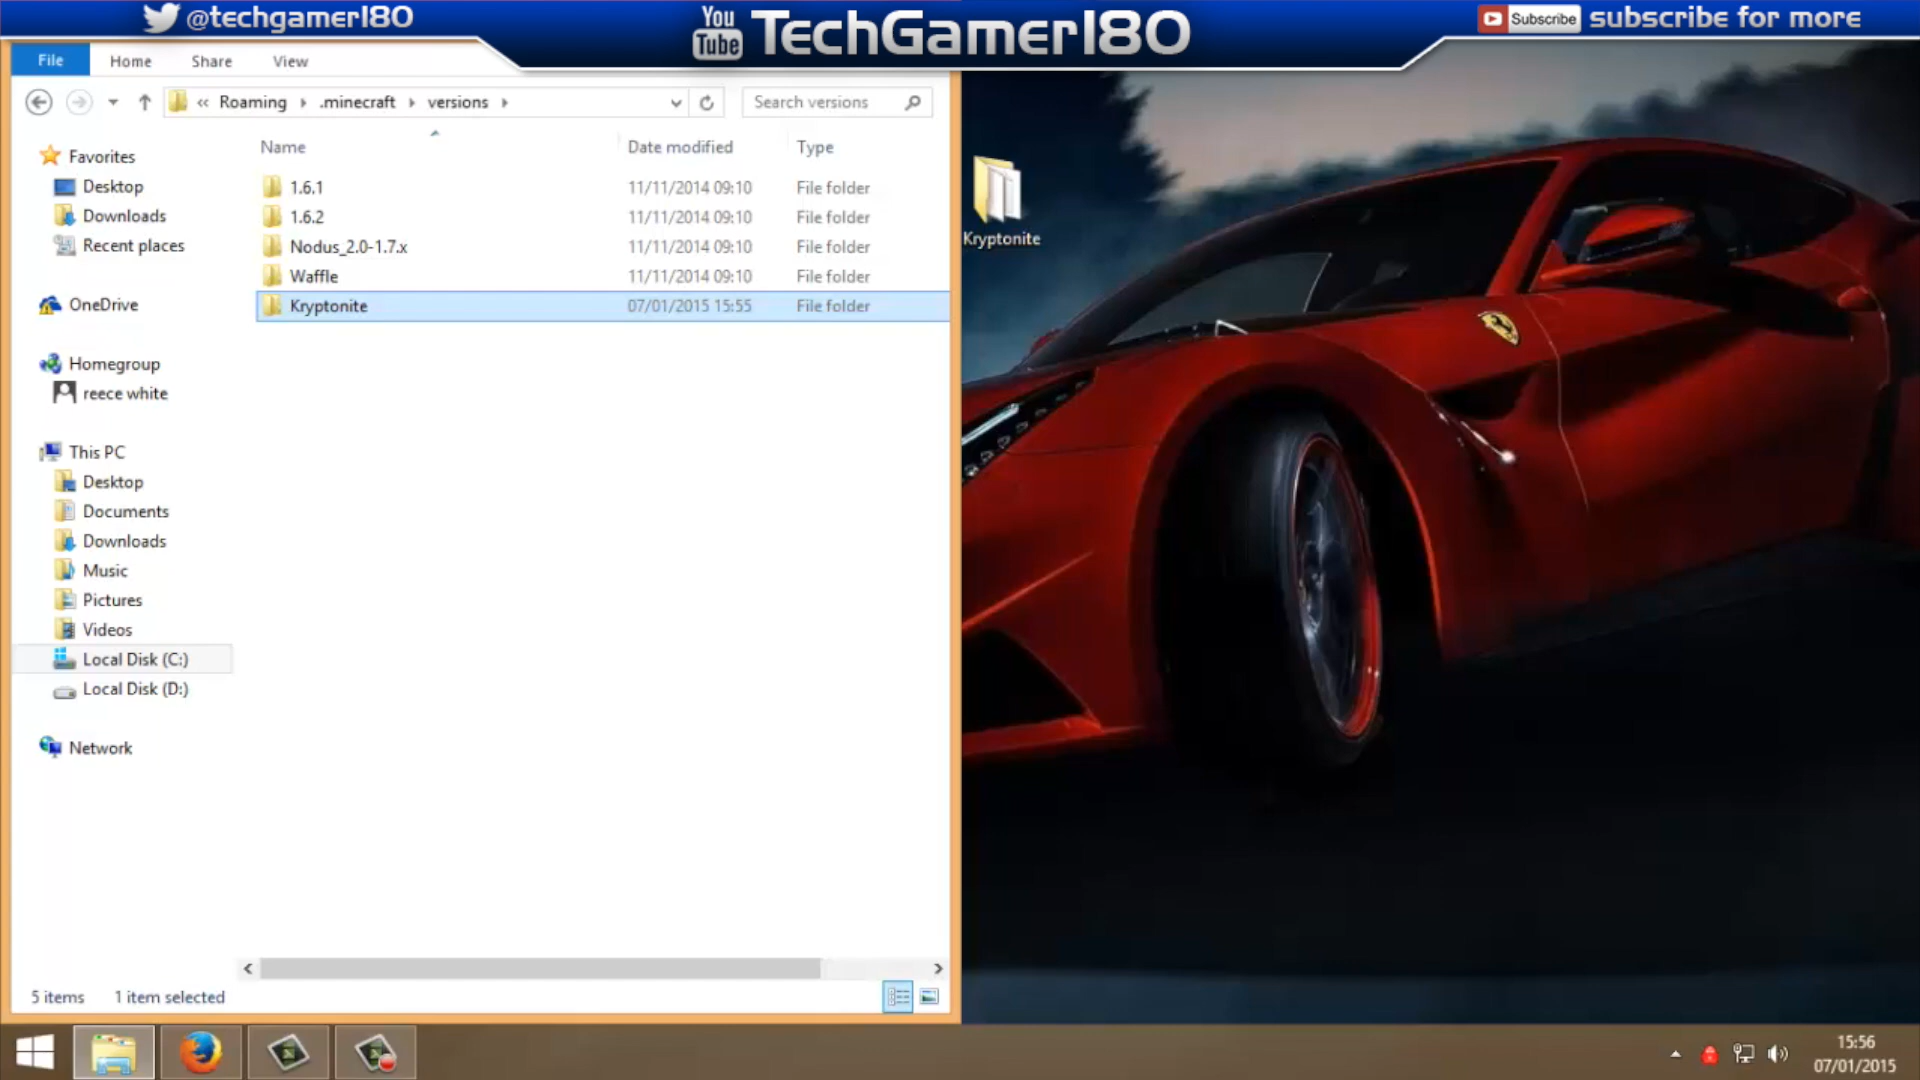 @techgamer180
You
Tube
TechGamer180
Subscribe
subscribe for more
File
Home
Share
View
« Roaming .minecraft versions
Search versions
Name
Date modified
Type
1.6.1
11/11/2014 09:10
File folder
1.6.2
11/11/2014 09:10
File folder
Nodus_2.0-1.7.x
11/11/2014 09:10
File folder
Waffle
11/11/2014 09:10
File folder
Kryptonite
07/01/2015 15:55
File folder
Favorites
Desktop
Downloads
Recent places
OneDrive
Homegroup
reece white
This PC
Desktop
Documents
Downloads
Music
Pictures
Videos
Local Disk (C:)
Local Disk (D:)
Network
5 items
1 item selected
Kryptonite
15:56
07/01/2015